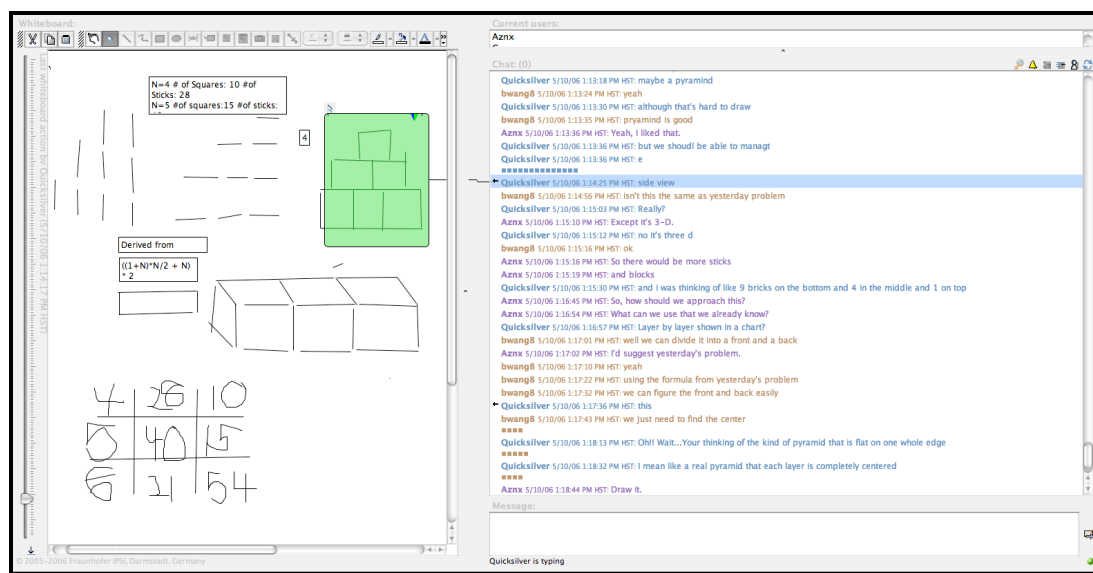 Whiteboard:
N=4 # of Squares: 10 #of
Sticks: 28
N=5 #of squares:15 #of sticks:
4
Derived from
((1+N)*N/2 + N)
* 2
4 28 10
5 40 15
6 21 54
Last whiteboard action by Quicksilver (5/10/06 1:14:17 PM HST)
© 2005-2006 Fraunhofer IPSI, Darmstadt, Germany
Current users:
Aznx
Chat: (0)
Quicksilver 5/10/06 1:13:18 PM HST: maybe a pyramind
bwang8 5/10/06 1:13:24 PM HST: yeah
Quicksilver 5/10/06 1:13:30 PM HST: although that's hard to draw
bwang8 5/10/06 1:13:35 PM HST: pryamind is good
Aznx 5/10/06 1:13:36 PM HST: Yeah, I liked that.
Quicksilver 5/10/06 1:13:36 PM HST: but we shoudl be able to managt
Quicksilver 5/10/06 1:13:36 PM HST: e
Quicksilver 5/10/06 1:14:25 PM HST: side view
bwang8 5/10/06 1:14:56 PM HST: isn't this the same as yesterday problem
Quicksilver 5/10/06 1:15:03 PM HST: Really?
Aznx 5/10/06 1:15:10 PM HST: Except it's 3-D.
Quicksilver 5/10/06 1:15:12 PM HST: no it's three d
bwang8 5/10/06 1:15:16 PM HST: ok
Aznx 5/10/06 1:15:16 PM HST: So there would be more sticks
Aznx 5/10/06 1:15:19 PM HST: and blocks
Quicksilver 5/10/06 1:15:30 PM HST: and i was thinking of like 9 bricks on the bottom and 4 in the middle and 1 on top
Aznx 5/10/06 1:16:45 PM HST: So, how should we approach this?
Aznx 5/10/06 1:16:54 PM HST: What can we use that we already know?
Quicksilver 5/10/06 1:16:57 PM HST: Layer by layer shown in a chart?
bwang8 5/10/06 1:17:01 PM HST: well we can divide it into a front and a back
Aznx 5/10/06 1:17:02 PM HST: I'd suggest yesterday's problem.
bwang8 5/10/06 1:17:10 PM HST: yeah
bwang8 5/10/06 1:17:22 PM HST: using the formula from yesterday's problem
bwang8 5/10/06 1:17:32 PM HST: we can figure the front and back easily
Quicksilver 5/10/06 1:17:36 PM HST: this
bwang8 5/10/06 1:17:43 PM HST: we just need to find the center
Quicksilver 5/10/06 1:18:13 PM HST: Oh!! Wait...Your thinking of the kind of pyramid that is flat on one whole edge
Quicksilver 5/10/06 1:18:32 PM HST: I mean like a real pyramid that each layer is completely centered
Aznx 5/10/06 1:18:44 PM HST: Draw it.
Message:
Quicksilver is typing